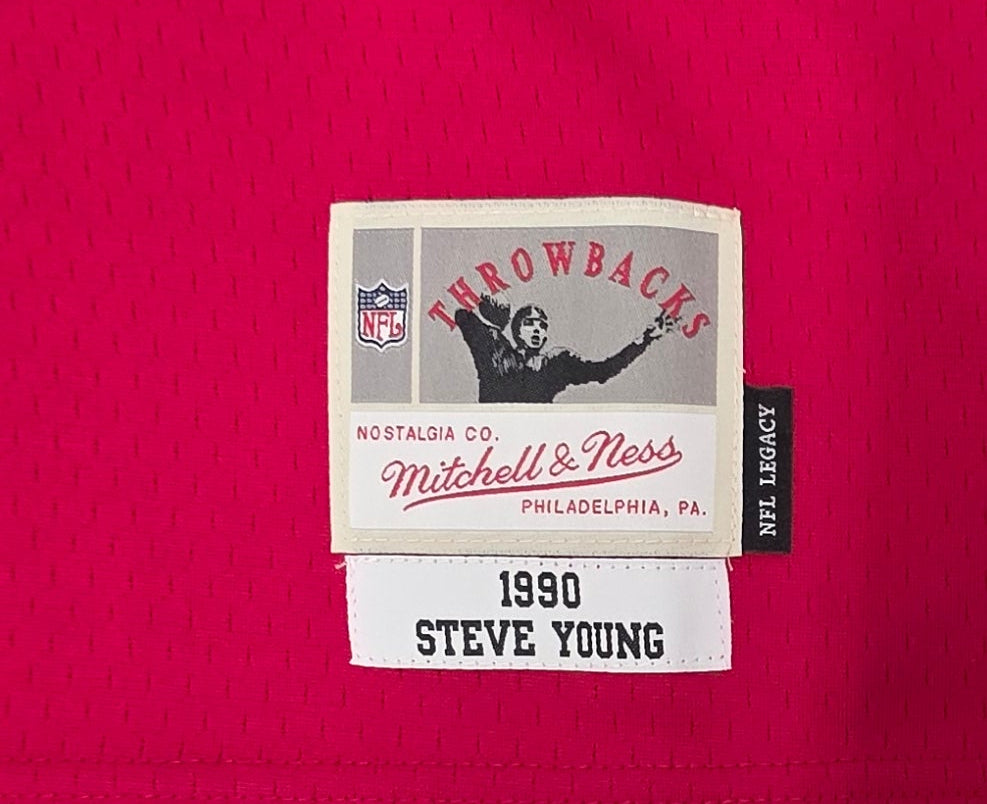 THROWBACKS
NFL
NOSTALGIA CO.
Mitchell & Ness
PHILADELPHIA, PA.
NFL LEGACY
1990
STEVE YOUNG